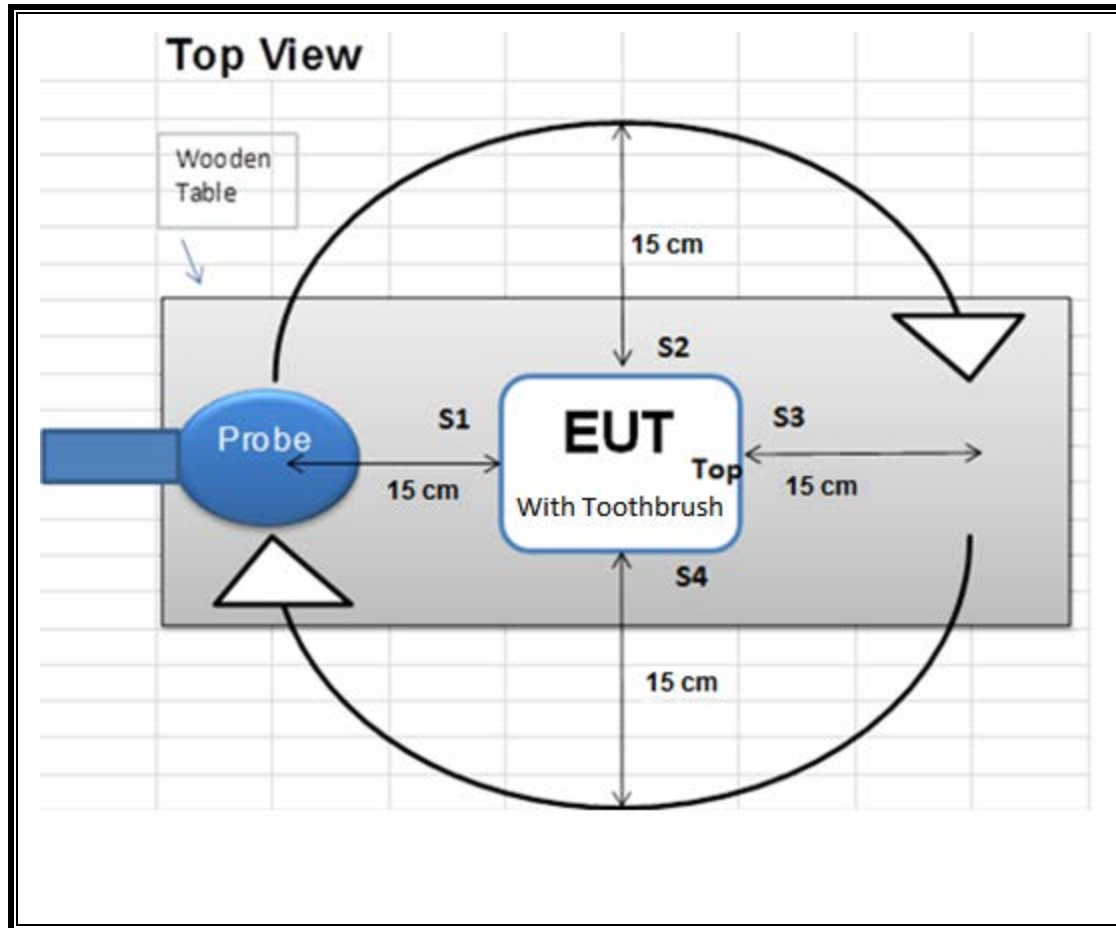 Top View
Wooden
Table
15 cm
S2
Probe
S1
EUT
S3
Top
15 cm
15 cm
With Toothbrush
S4
15 cm